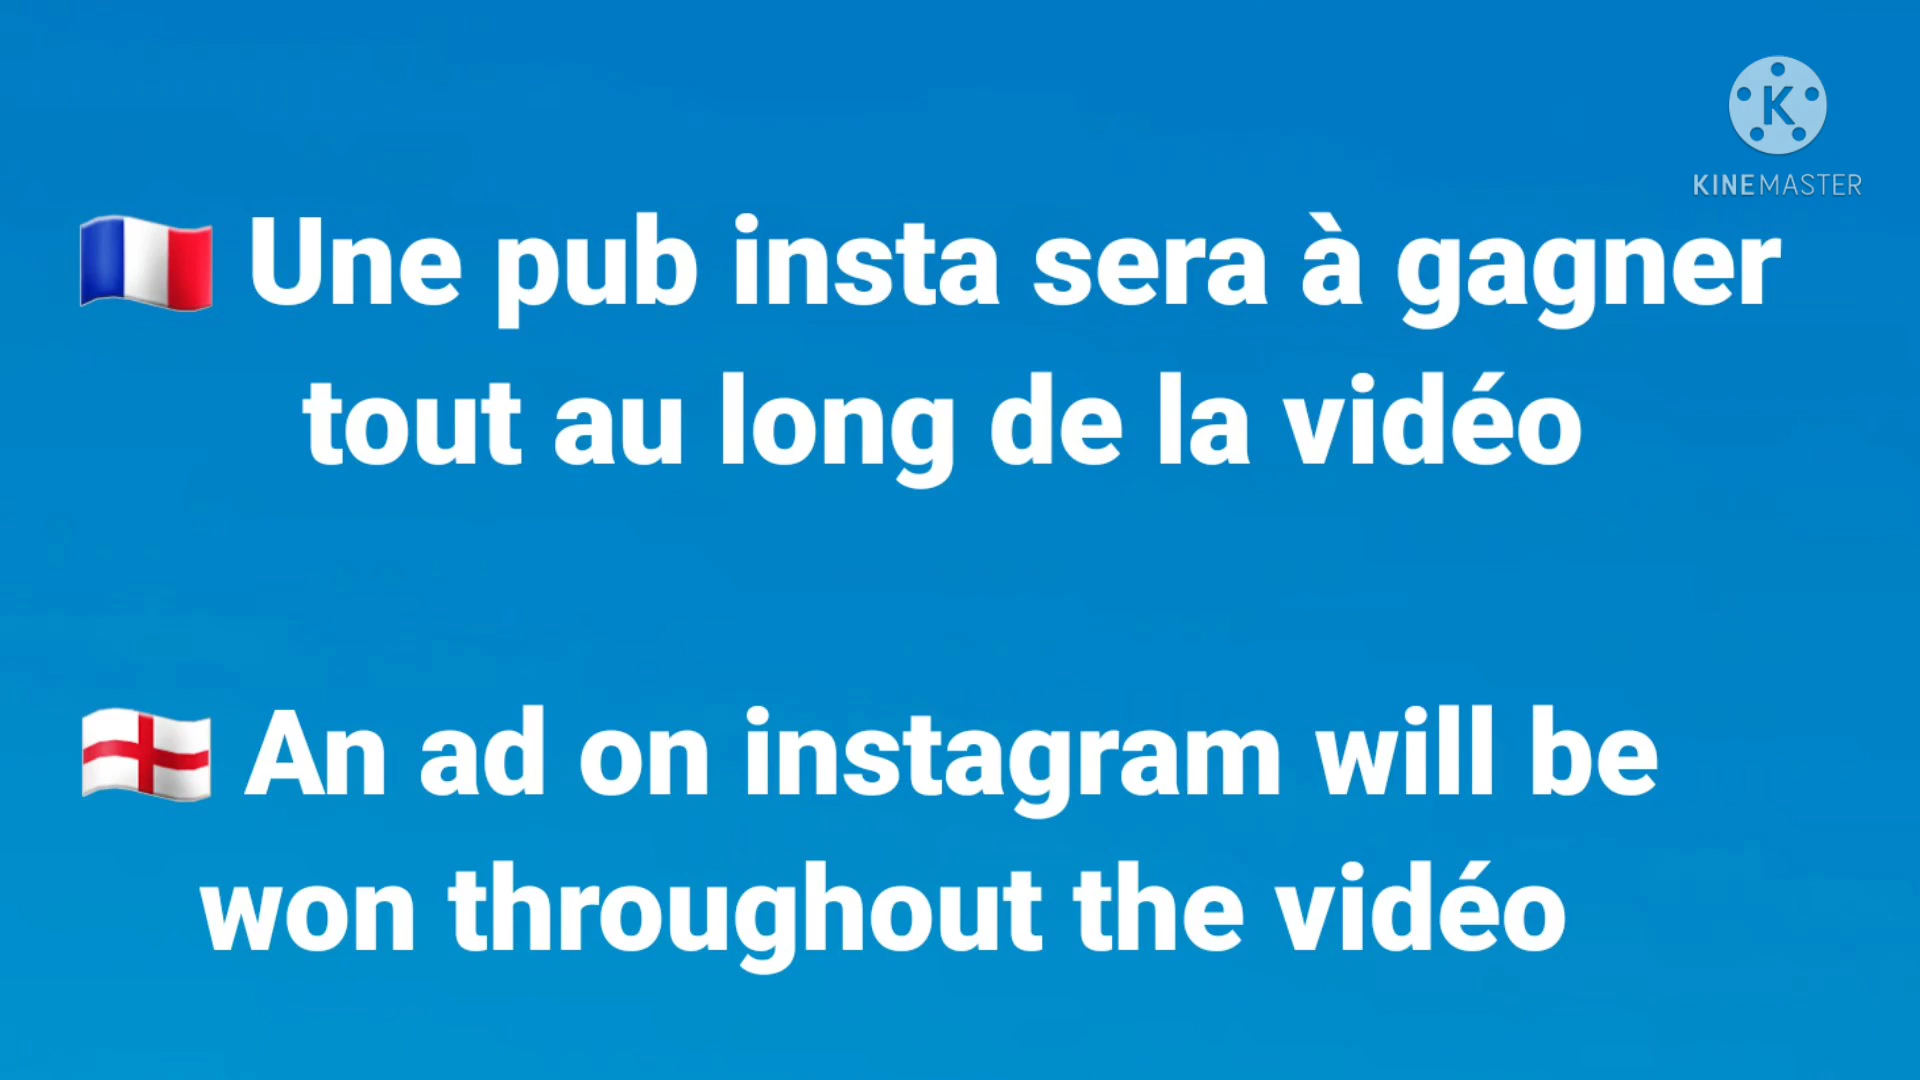 KINEMASTER
🇫🇷 Une pub insta sera à gagner
tout au long de la vidéo
🏴󠁧󠁢󠁥󠁮󠁧󠁿 An ad on instagram will be
won throughout the vidéo